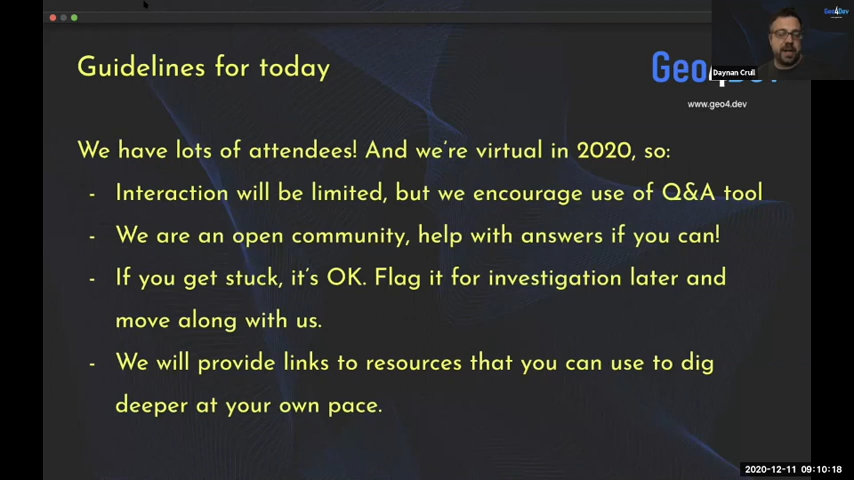 Guidelines for today
Geo4Dev
Daynan Crull
www.geo4.dev
We have lots of attendees! And we're virtual in 2020, so:
- Interaction will be limited, but we encourage use of Q&A tool
- We are an open community, help with answers if you can!
- If you get stuck, it's OK. Flag it for investigation later and
move along with us.
- We will provide links to resources that you can use to dig
deeper at your own pace.
2020-12-11 09:10:18